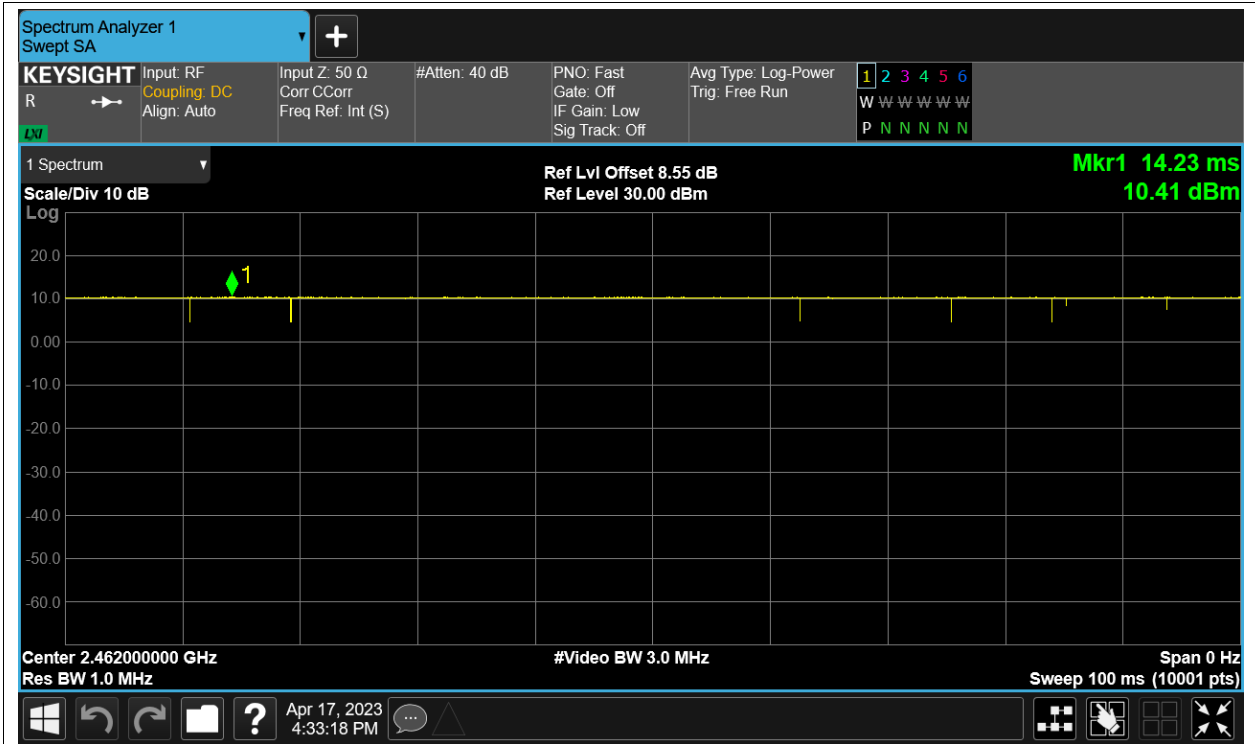 Spectrum Analyzer 1
Swept SA
KEYSIGHT
R
LXI
Input: RF
Coupling: DC
Align: Auto
Input Z: 50 Ω
Corr CCorr
Freq Ref: Int (S)
#Atten: 40 dB
PNO: Fast
Gate: Off
IF Gain: Low
Sig Track: Off
Avg Type: Log-Power
Trig: Free Run
1 2 3 4 5 6
W W W W W W
P N N N N N
1 Spectrum
Scale/Div 10 dB
Ref Lvl Offset 8.55 dB
Ref Level 30.00 dBm
Mkr1 14.23 ms
10.41 dBm
Log
20.0
10.0
0.00
-10.0
-20.0
-30.0
-40.0
-50.0
-60.0
1
Center 2.462000000 GHz
Res BW 1.0 MHz
#Video BW 3.0 MHz
Span 0 Hz
Sweep 100 ms (10001 pts)
?
Apr 17, 2023
4:33:18 PM